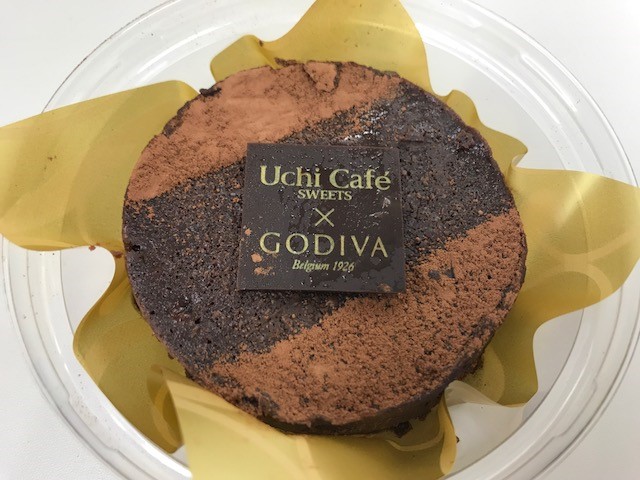 Uchi Café
SWEETS
×
GODIVA
Belgium 1926